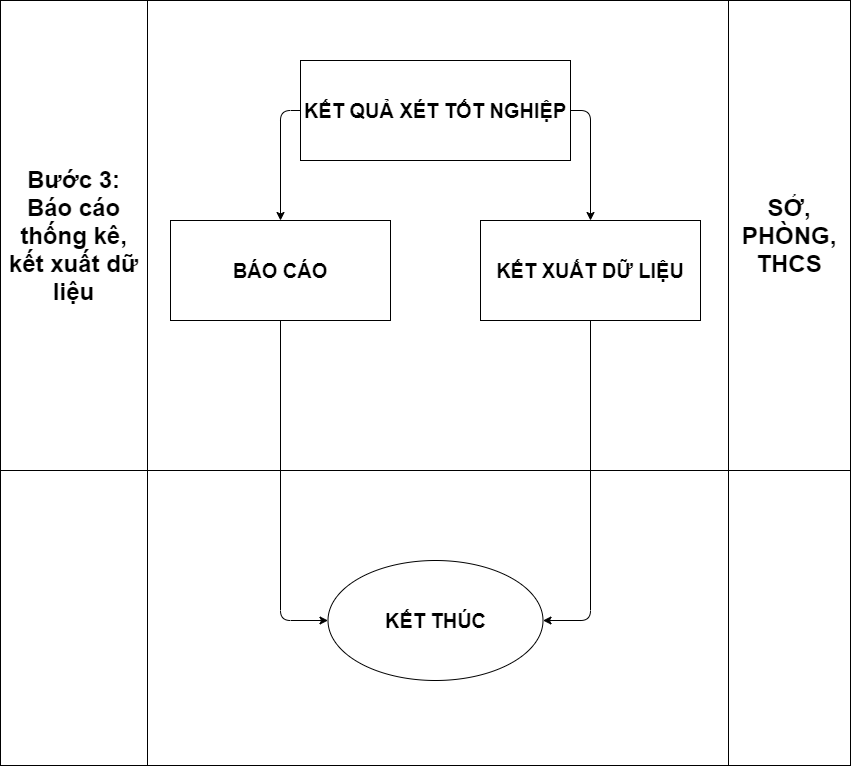 Bước 3:
Báo cáo
thống kê,
kết xuất dữ
liệu
KẾT QUẢ XÉT TỐT NGHIỆP
BÁO CÁO
KẾT XUẤT DỮ LIỆU
SỞ,
PHÒNG,
THCS
KẾT THÚC